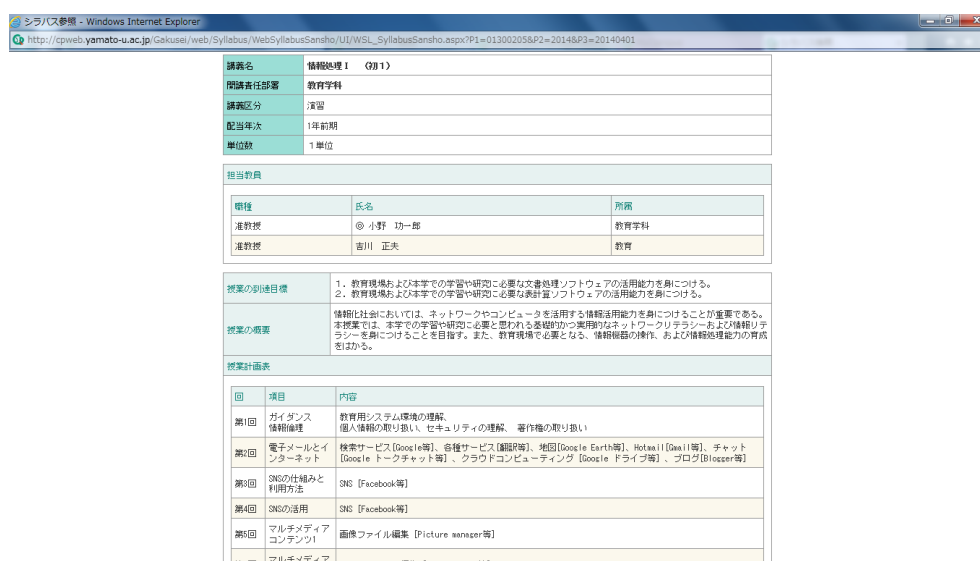 シラバス参照 - Windows Internet Explorer
http://cpweb.yamato-u.ac.jp/Gakusei/web/Syllabus/WebSyllabusSansho/UI/WSL_SyllabusSansho.aspx?P1=01300205&P2=2014&P3=20140401
講義名 情報処理Ⅰ (初1)
開講責任部署 教育学科
講義区分 演習
配当年次 1年前期
単位数 1単位
担当教員
職種 氏名 所属
准教授 ◎ 小野 功一郎 教育学科
准教授 吉川 正夫 教育
授業の到達目標 1．教育現場および本学での学習や研究に必要な文書処理ソフトウェアの活用能力を身につける。
2．教育現場および本学での学習や研究に必要な表計算ソフトウェアの活用能力を身につける。
授業の概要 情報化社会においては、ネットワークやコンピュータを活用する情報活用能力を身につけることが重要である。
本授業では、本学での学習や研究に必要と思われる基礎的かつ実用的なネットワークリテラシーおよび情報リテ
ラシーを身につけることを目指す。また、教育現場で必要となる、情報機器の操作、および情報処理能力の育成
をはかる。
授業計画表
回 項目 内容
第1回 ガイダンス 教育用システム環境の理解、
情報倫理 個人情報の取り扱い、セキュリティの理解、 著作権の取り扱い
第2回 電子メールとイ 検索サービス[Google等]、各種サービス[翻訳等]、地図[Google Earth等]、Hotmail[Gmail等]、チャット
ンターネット [Google トークチャット等] 、クラウドコンピューティング [Google ドライブ等] 、ブログ[Blogger等]
第3回 SNSの仕組みと SNS [Facebook等]
利用方法
第4回 SNSの活用 SNS [Facebook等]
第5回 マルチメディア 画像ファイル編集 [Picture manager等]
コンテンツ1
マルチメディア